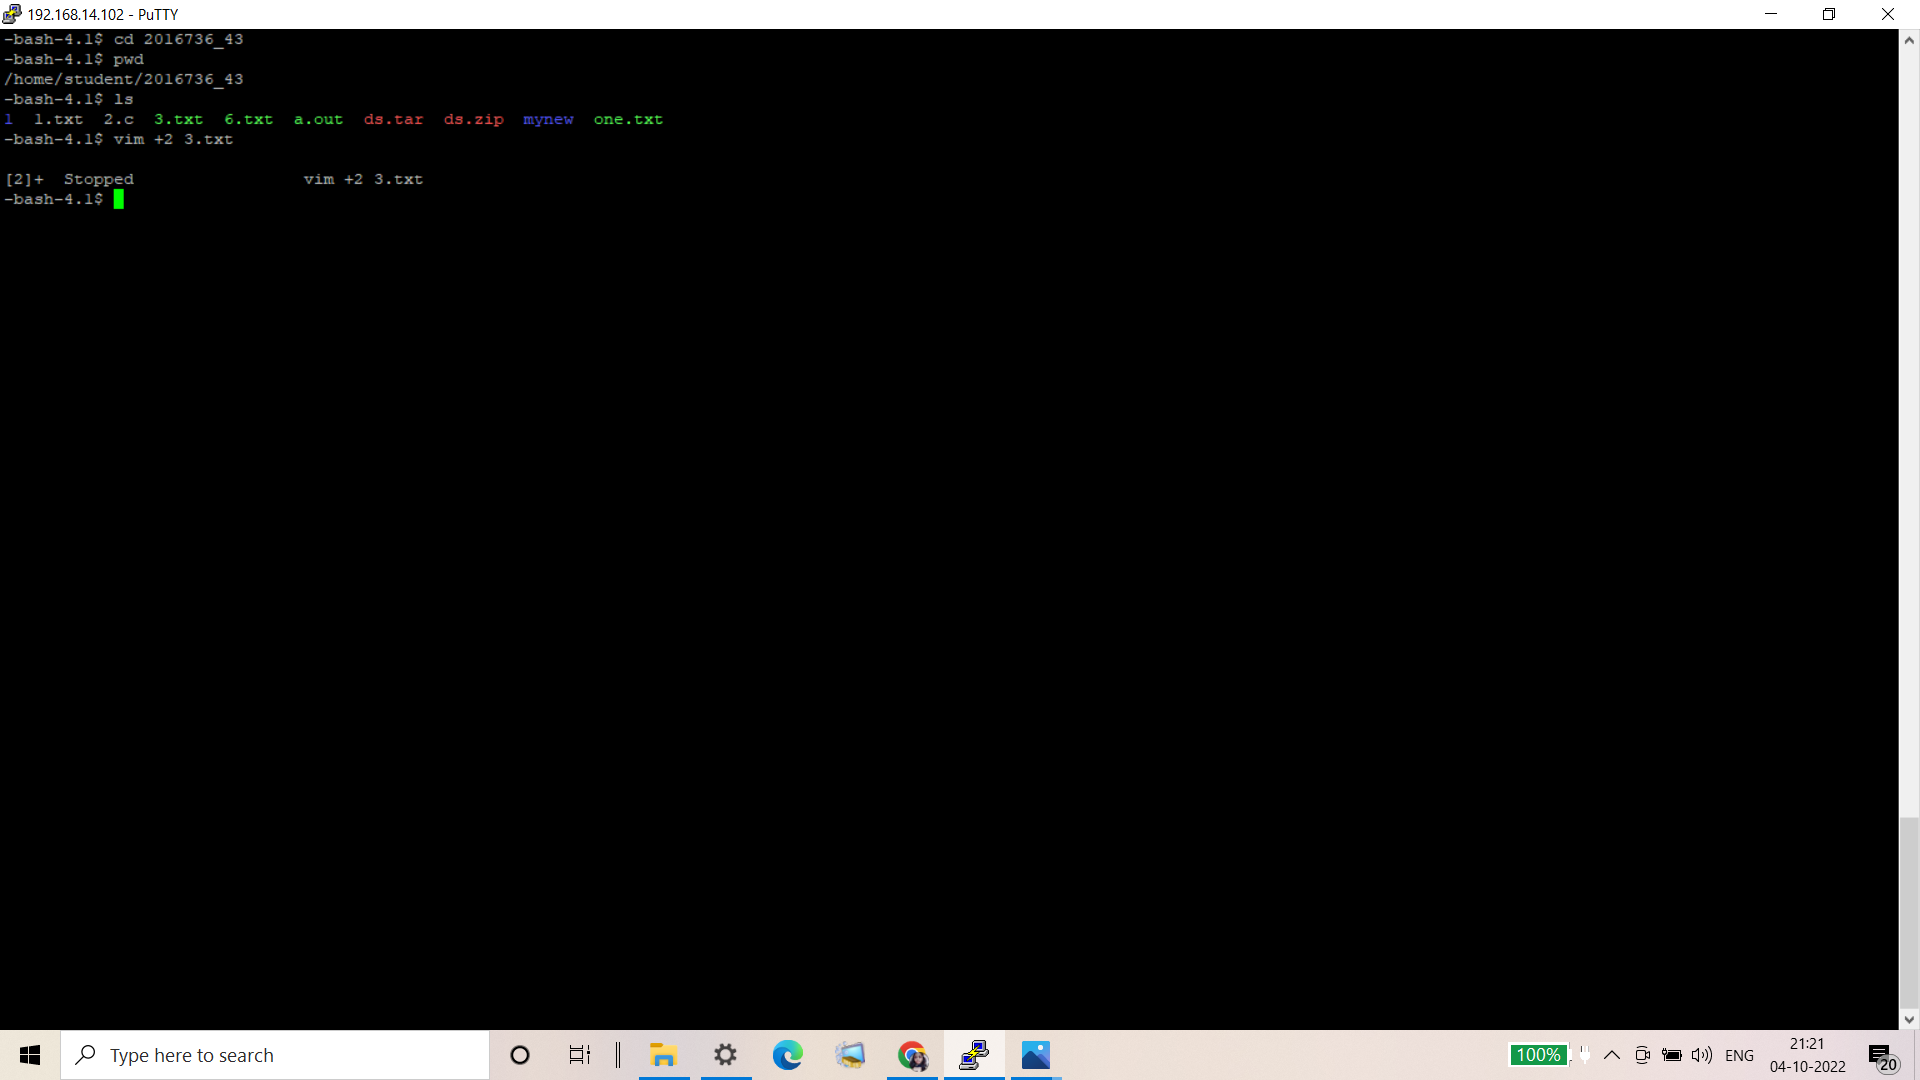 192.168.14.102 - PuTTY
-bash-4.1$ cd 2016736_43
-bash-4.1$ pwd
/home/student/2016736_43
-bash-4.1$ ls
1  1.txt  2.c  3.txt  6.txt  a.out  ds.tar  ds.zip  mynew  one.txt
-bash-4.1$ vim +2 3.txt
[2]+  Stopped                 vim +2 3.txt
-bash-4.1$
Type here to search
100%
ENG
21:21
04-10-2022
20